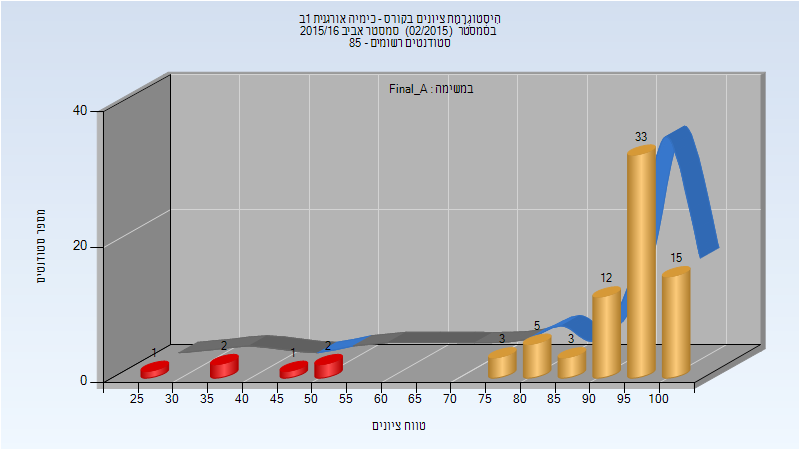 היסטוגרמת ציונים בקורס - כימיה אורגנית 1ב
בסמסטר (02/2015) סמסטר אביב 2015/16
סטודנטים רשומים - 85
במשימה : Final_A
מספר סטודנטים
40
20
0
1
2
1
2
3
5
3
12
33
15
25 30 35 40 45 50 55 60 65 70 75 80 85 90 95 100
טווח ציונים